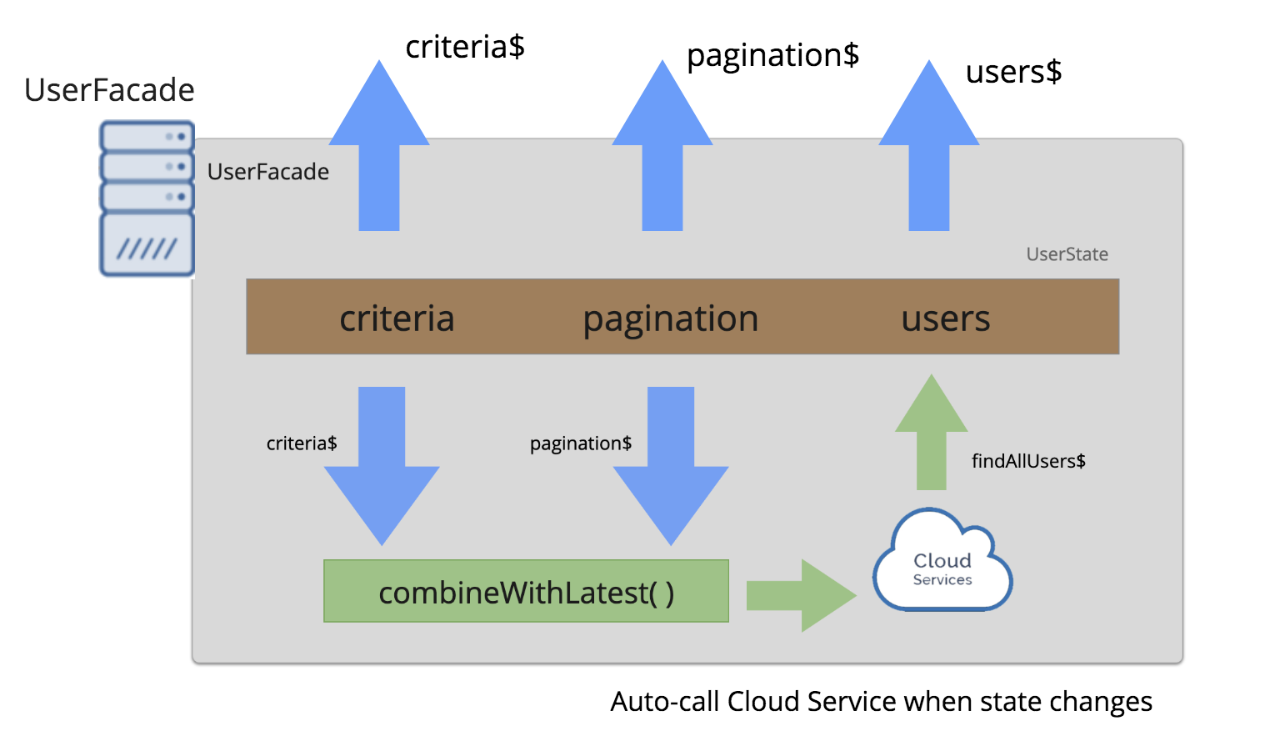 criteria$
pagination$
users$
UserFacade
UserFacade
UserState
criteria pagination users
criteria$
pagination$
findAllUsers$
Cloud
Services
combineWithLatest( )
Auto-call Cloud Service when state changes